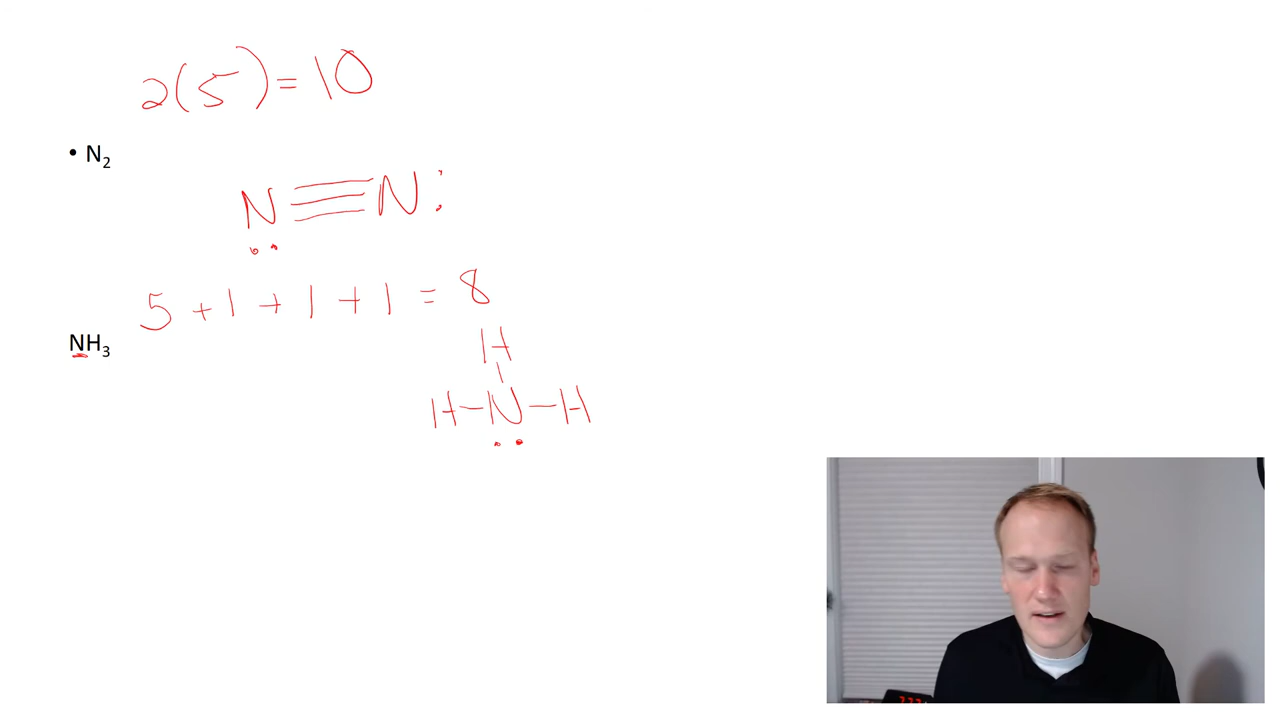 2(5)=10
• N₂
N≡N:
5+1+1+1=8
NH₃
H
H-N-H